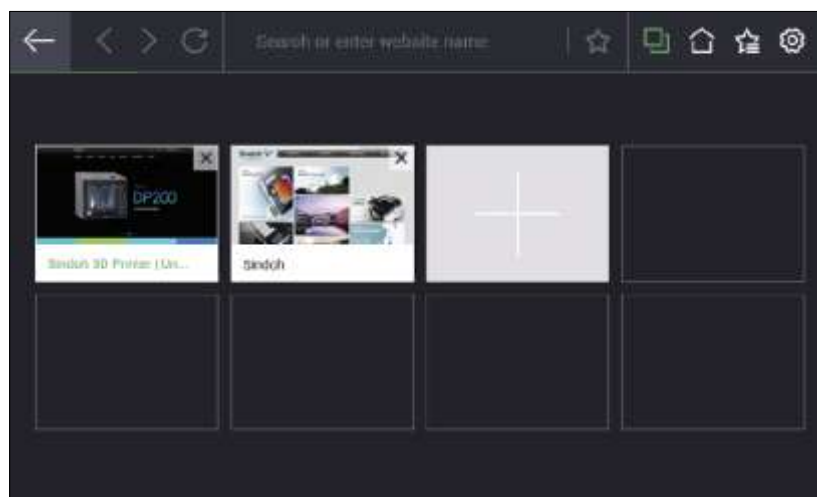 Search or enter website name
DP200
Sindoh 3D Printer | Un...
Sindoh